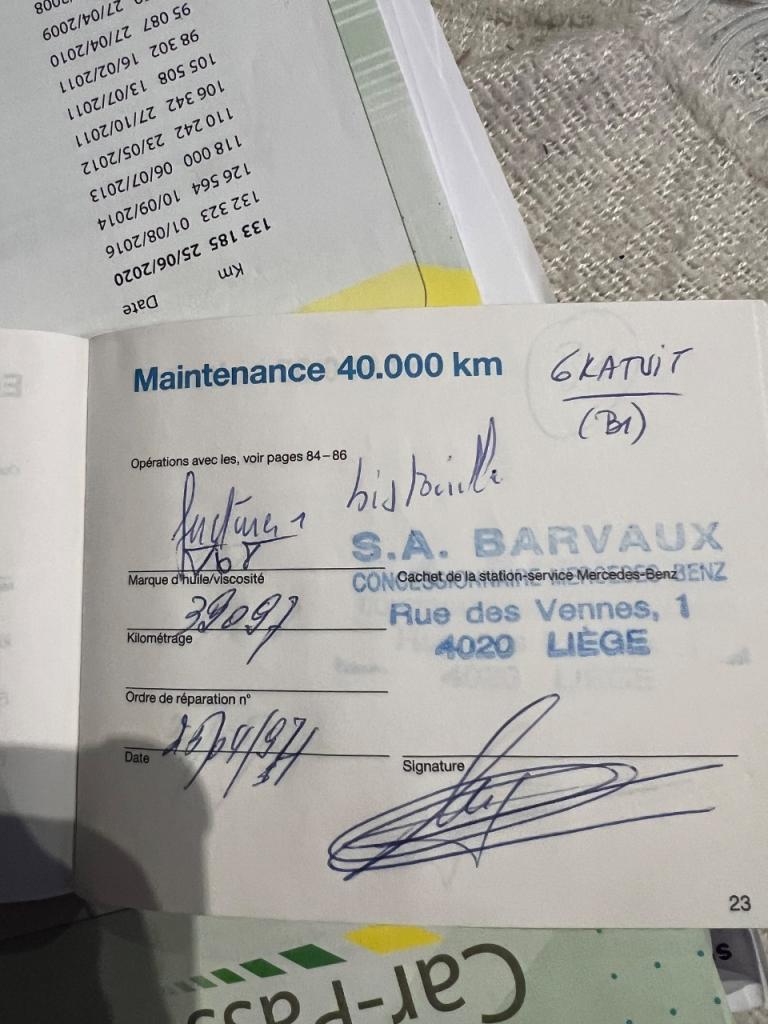 Date
Km
133 185 25/06/2020
132 323 01/08/2016
126 564 10/09/2014
118 000 06/07/2013
110 242 23/05/2012
106 342 27/10/2011
105 508 13/07/2011
98 302 16/02/2011
95 087 27/04/2010
27/04/2009
Maintenance 40.000 km
GRATUIT
(B1)
Opérations avec les, voir pages 84–86
S.A. BARVAUX
Marque d'huile/viscosité
Cachet de la station-service Mercedes-Benz
CONCESSIONNAIRE MERCEDES-BENZ
39097
Rue des Vennes, 1
Kilométrage
4020 LIÈGE
Ordre de réparation n°
Date
Signature
23
Car-Pass